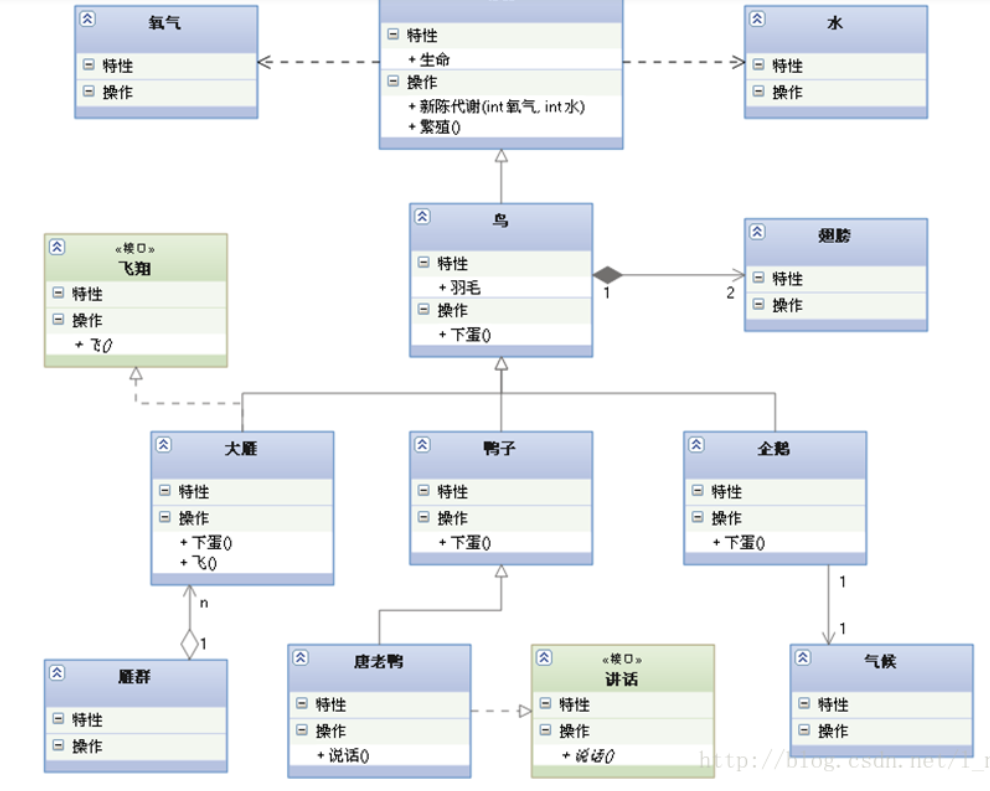 氧气
特性
操作
特性
+ 生命
操作
+ 新陈代谢(int 氧气, int 水)
+ 繁殖()
水
特性
操作
«接口»
飞翔
特性
操作
+ 飞()
鸟
特性
+ 羽毛
操作
+ 下蛋()
1
2
翅膀
特性
操作
大雁
特性
操作
+ 下蛋()
+ 飞()
鸭子
特性
操作
+ 下蛋()
企鹅
特性
操作
+ 下蛋()
n
1
1
1
雁群
特性
操作
唐老鸭
特性
操作
+ 说话()
«接口»
讲话
特性
操作
+ 说话()
气候
特性
操作